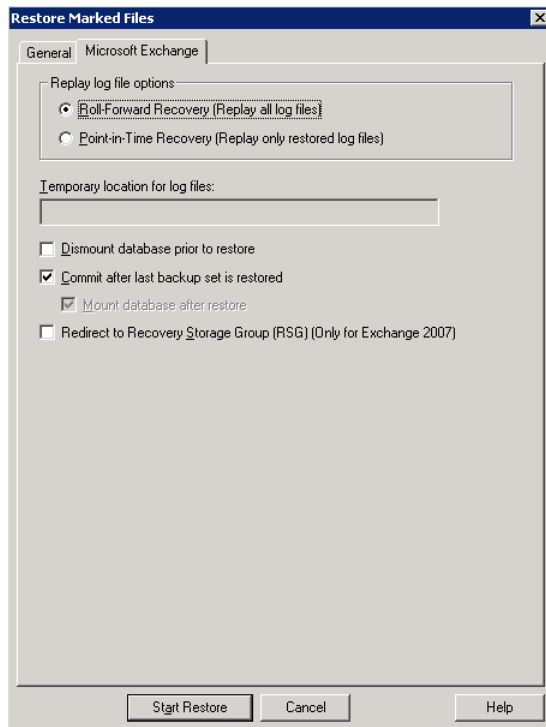 Restore Marked Files
General Microsoft Exchange
Replay log file options
Roll-Forward Recovery (Replay all log files)
Point-in-Time Recovery (Replay only restored log files)
Temporary location for log files:
Dismount database prior to restore
Commit after last backup set is restored
Mount database after restore
Redirect to Recovery Storage Group (RSG) (Only for Exchange 2007)
Start Restore Cancel Help